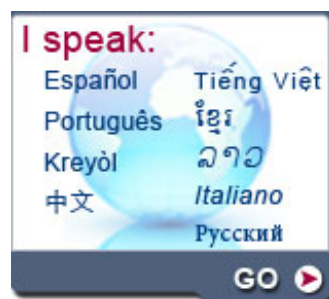 I speak:
Español
Português
Kreyòl
中文
Tiếng Việt
ខ្មែរ
ລາວ
Italiano
Русский
GO